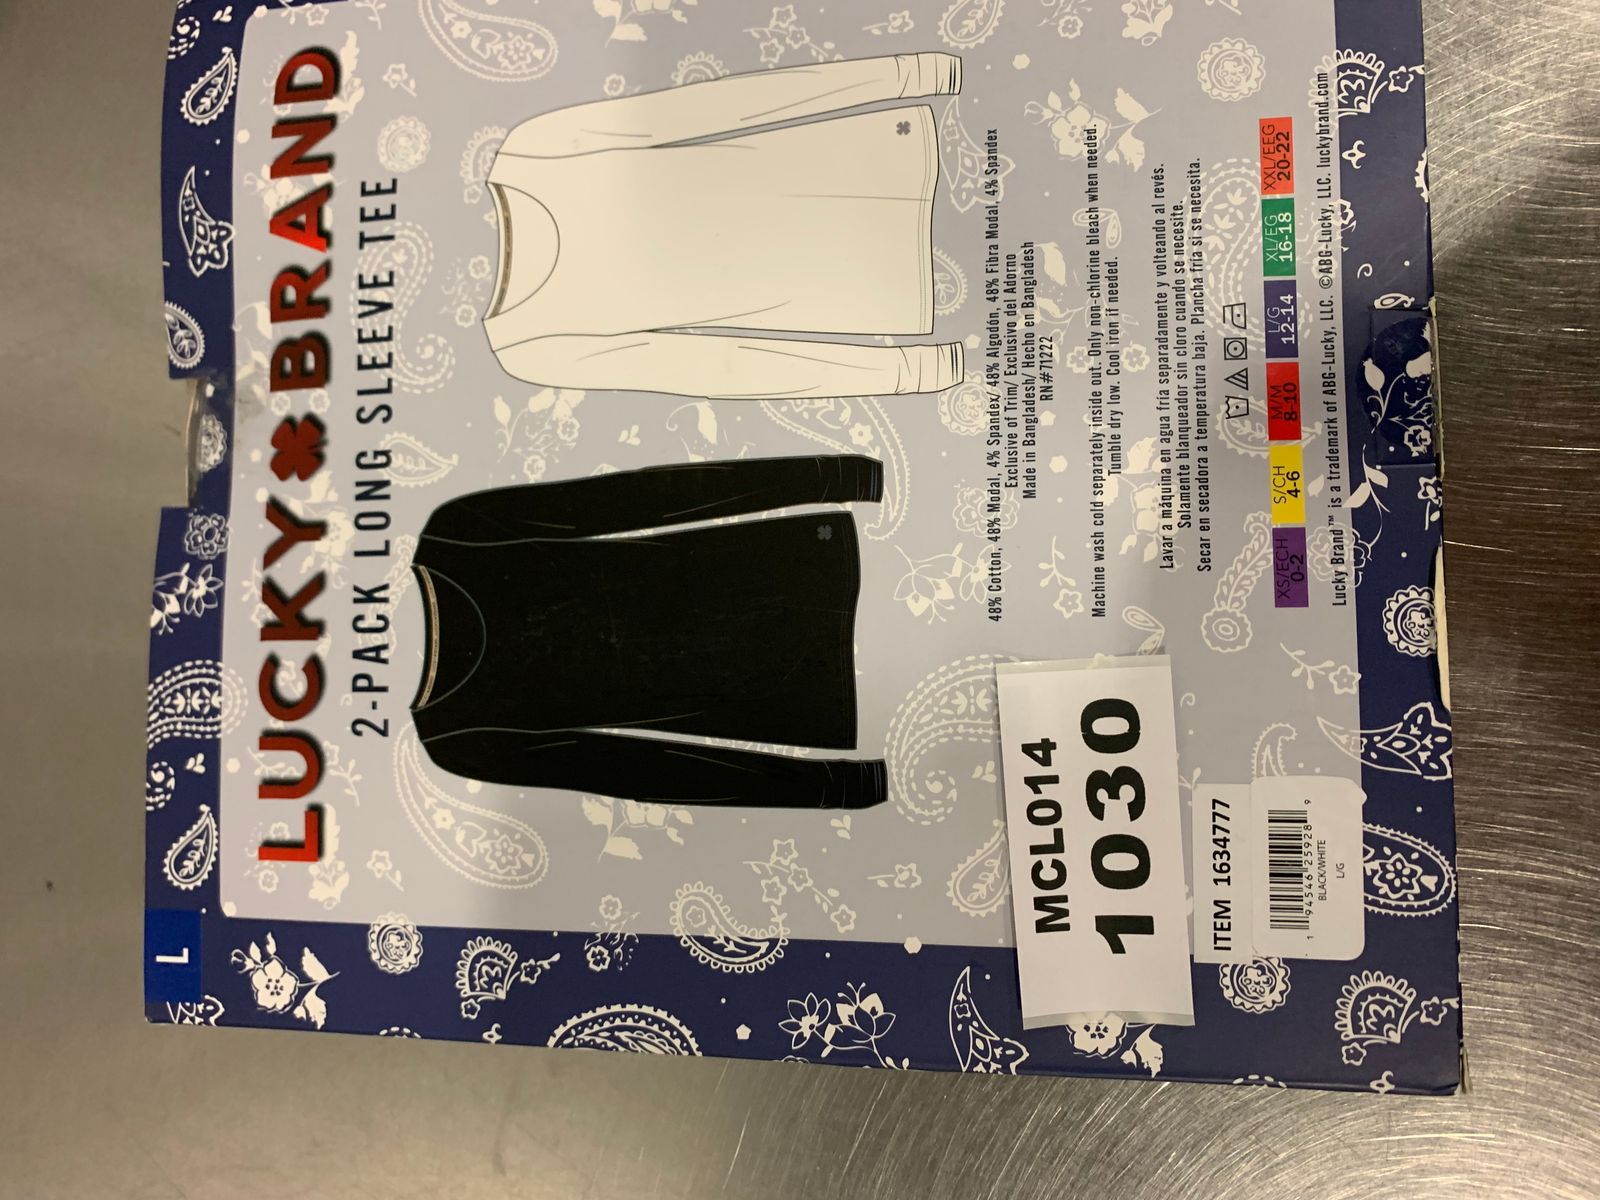 L
LUCKY BRAND
2-PACK LONG SLEEVE TEE
48% Cotton, 48% Modal, 4% Spandex/ 48% Algodón, 48% Fibra Modal, 4% Spandex
Exclusive of Trim/ Exclusivo del Adorno
Made in Bangladesh/ Hecho en Bangladesh
RN#71222
Machine wash cold separately inside out. Only non-chlorine bleach when needed.
Tumble dry low. Cool iron if needed.
Lavar a máquina en agua fría separadamente y volteando al revés.
Solamente blanqueador sin cloro cuando se necesite.
Secar en secadora a temperatura baja. Plancha fría si se necesita.
XS/ECH S/CH M/M L/G XL/EG XXL/EEG
0-2 4-6 8-10 12-14 16-18 20-22
Lucky Brand™ is a trademark of ABG-Lucky, LLC. ©ABG-Lucky, LLC. luckybrand.com
MCL014
1030
ITEM 1634777
1 94546 25928 9
BLACK/WHITE
L/G